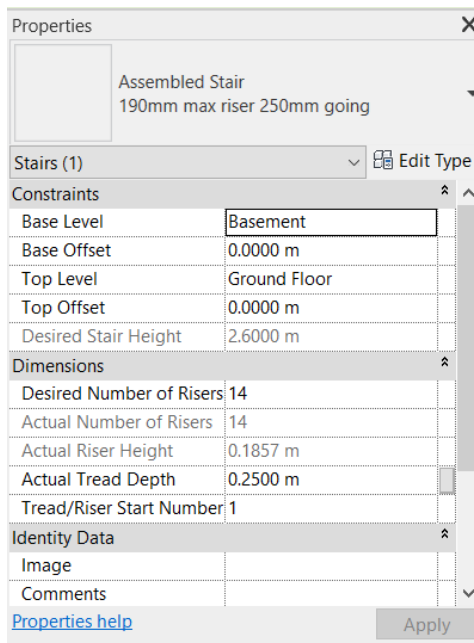 Properties
Assembled Stair
190mm max riser 250mm going
Stairs (1) Edit Type
Constraints
Base Level Basement
Base Offset 0.0000 m
Top Level Ground Floor
Top Offset 0.0000 m
Desired Stair Height 2.6000 m
Dimensions
Desired Number of Risers 14
Actual Number of Risers 14
Actual Riser Height 0.1857 m
Actual Tread Depth 0.2500 m
Tread/Riser Start Number 1
Identity Data
Image
Comments
Properties help Apply